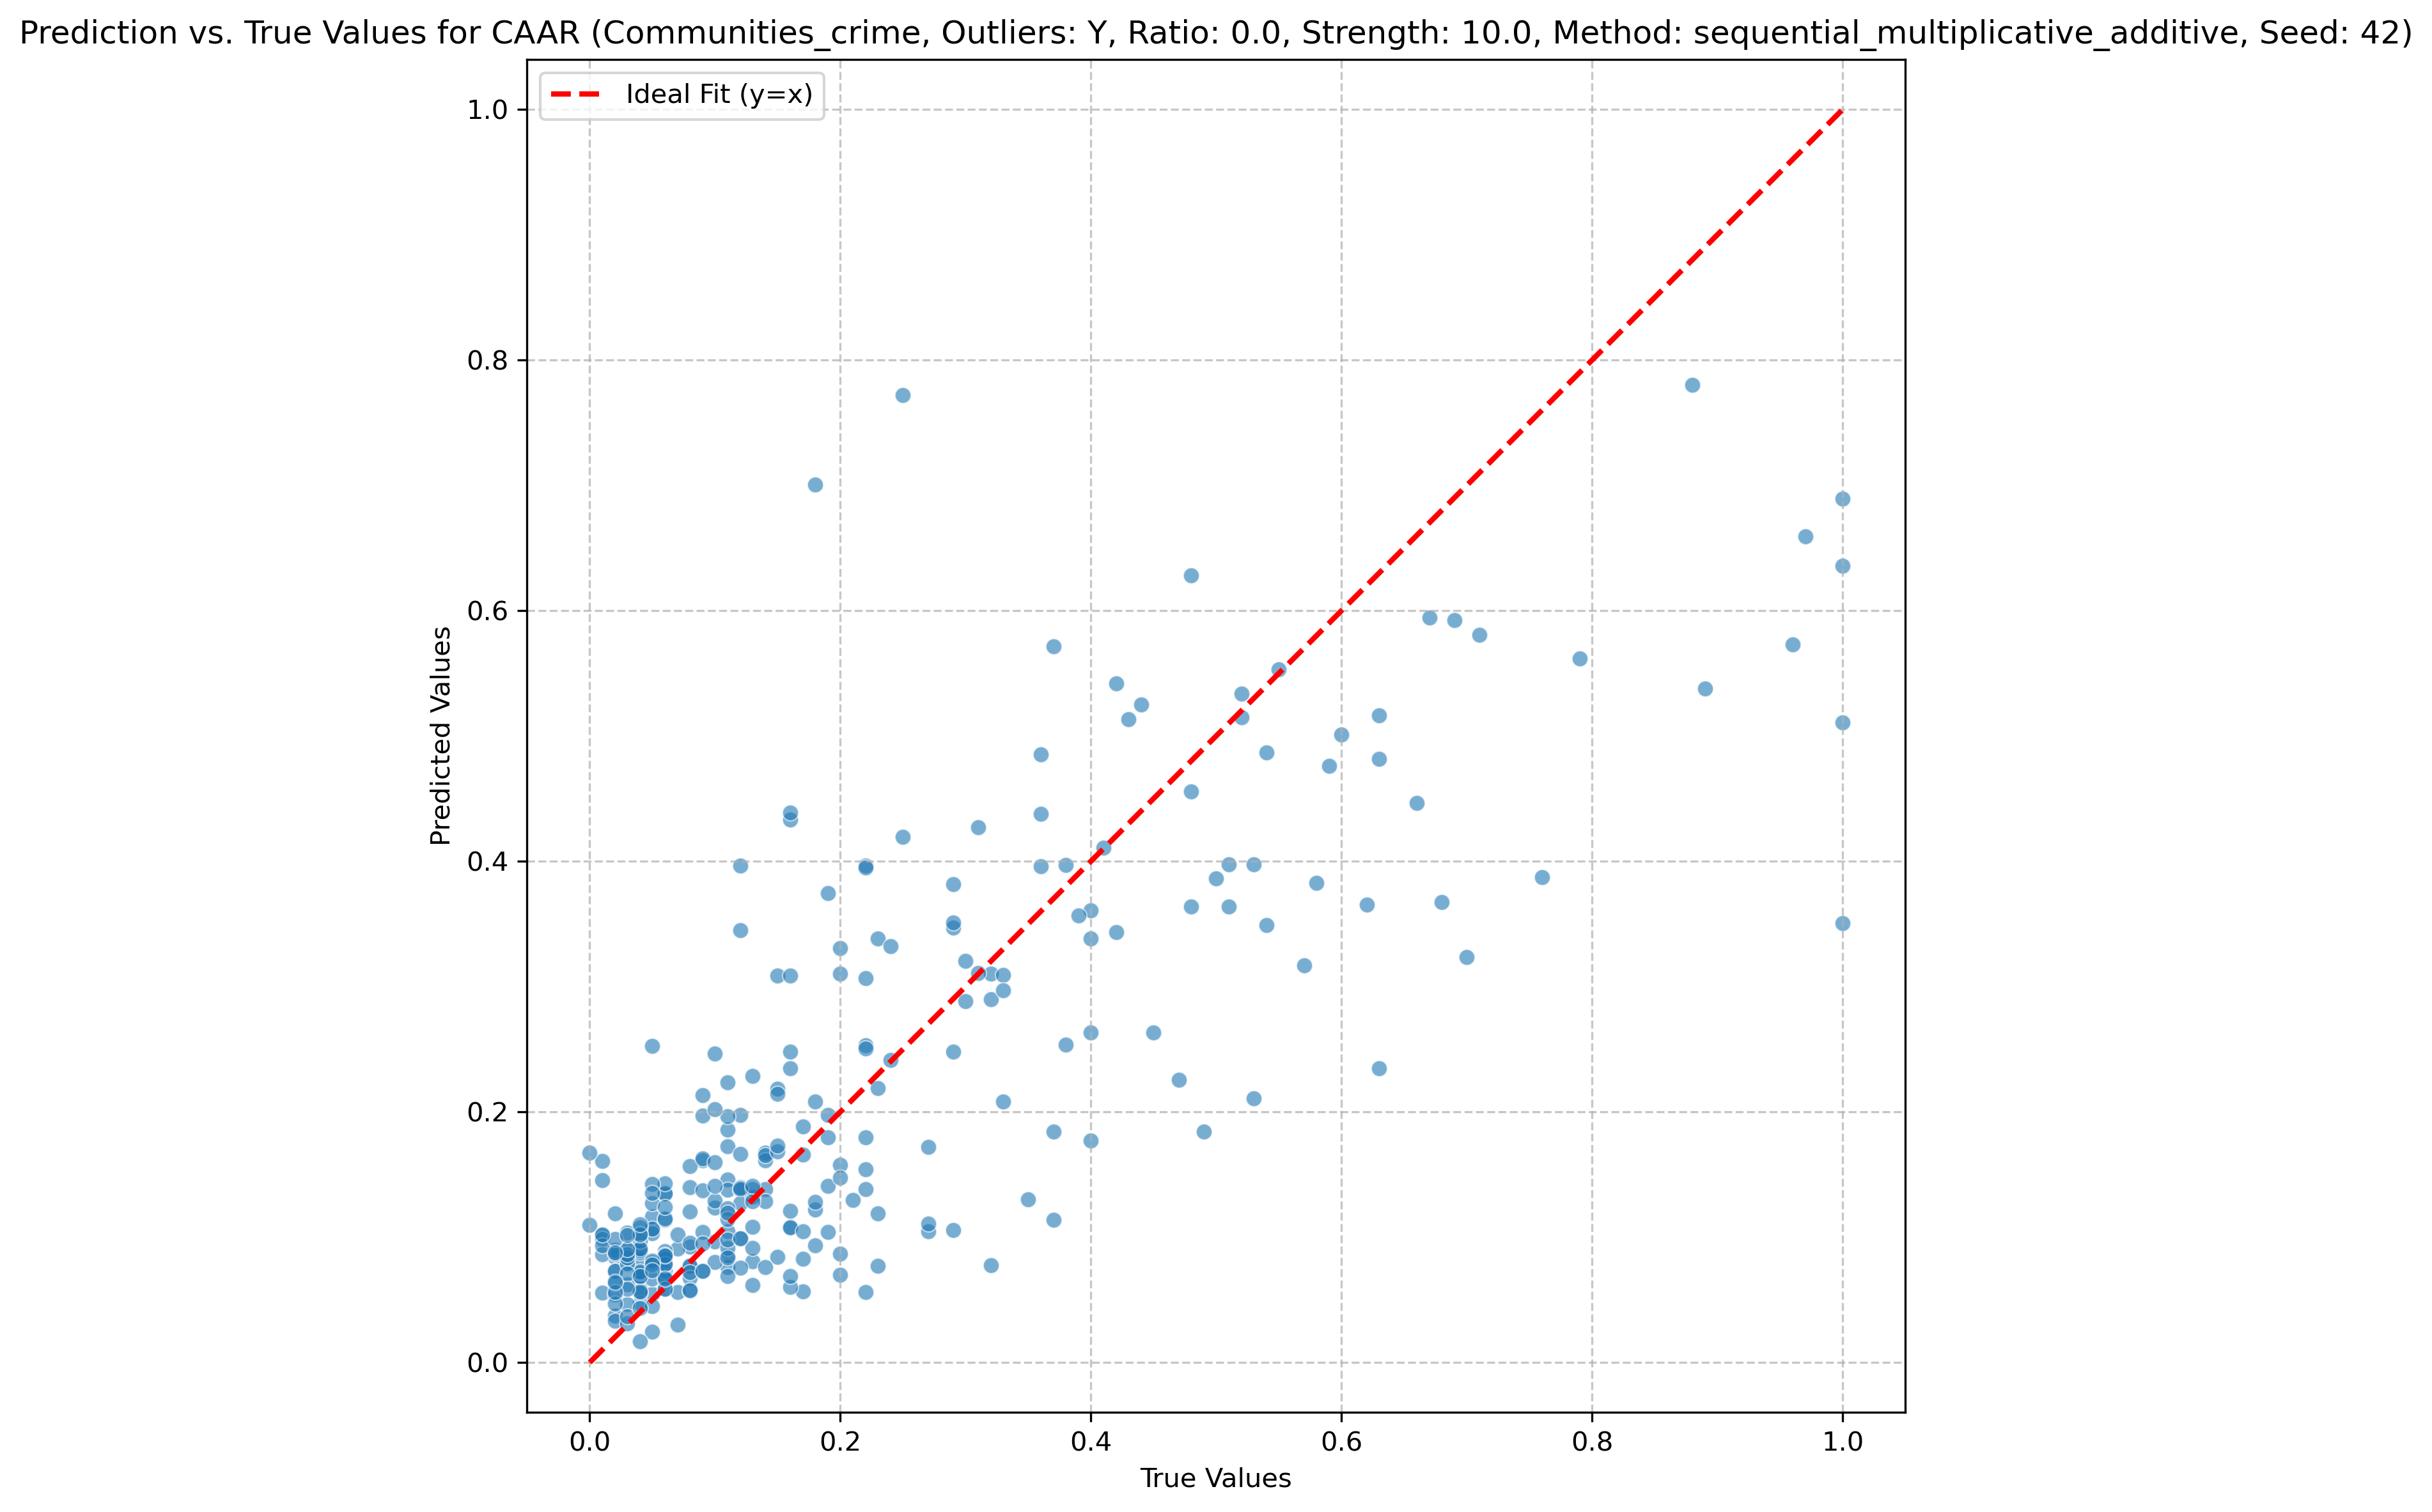 Prediction vs. True Values for CAAR (Communities_crime, Outliers: Y, Ratio: 0.0, Strength: 10.0, Method: sequential_multiplicative_additive, Seed: 42)
Ideal Fit (y=x)
1.0
0.8
0.6
0.4
0.2
0.0
Predicted Values
0.0 0.2 0.4 0.6 0.8 1.0
True Values